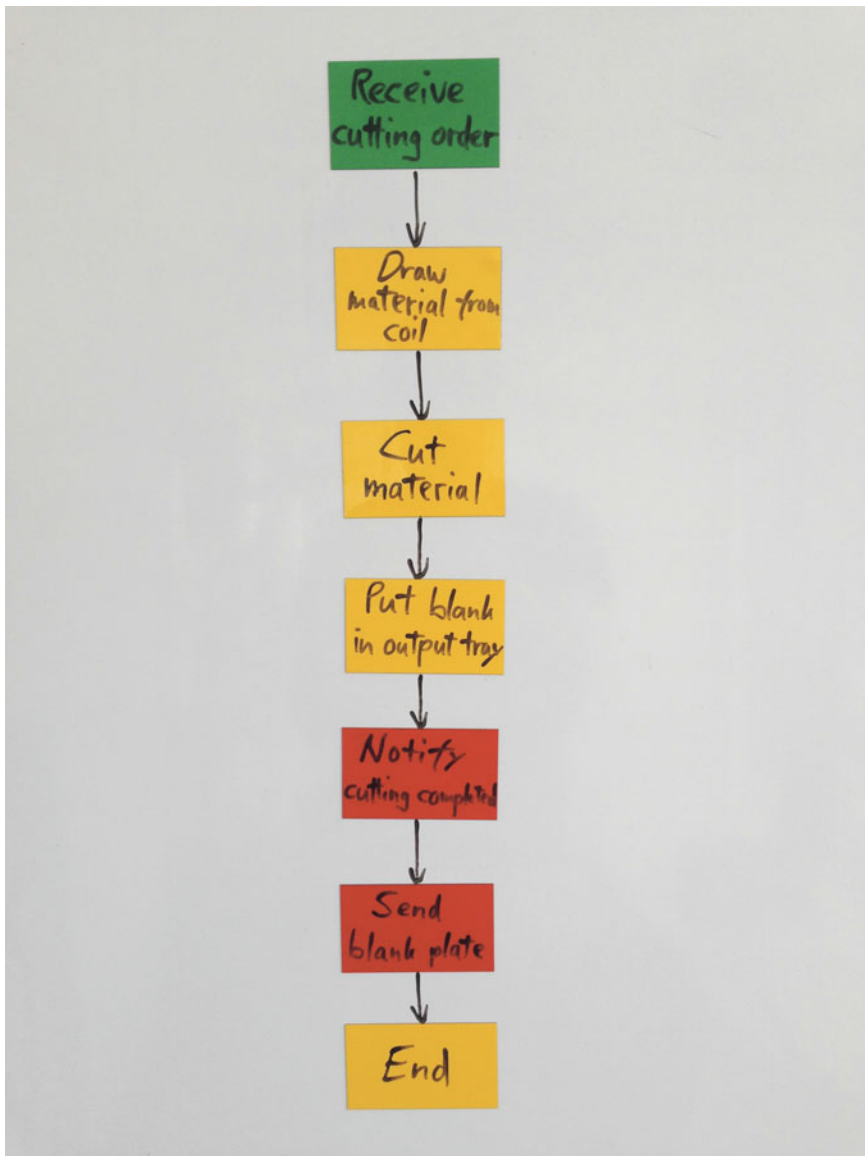 Receive
cutting order
Draw
material from
coil
Cut
material
Put blank
in output tray
Notify
cutting completed
Send
blank plate
End